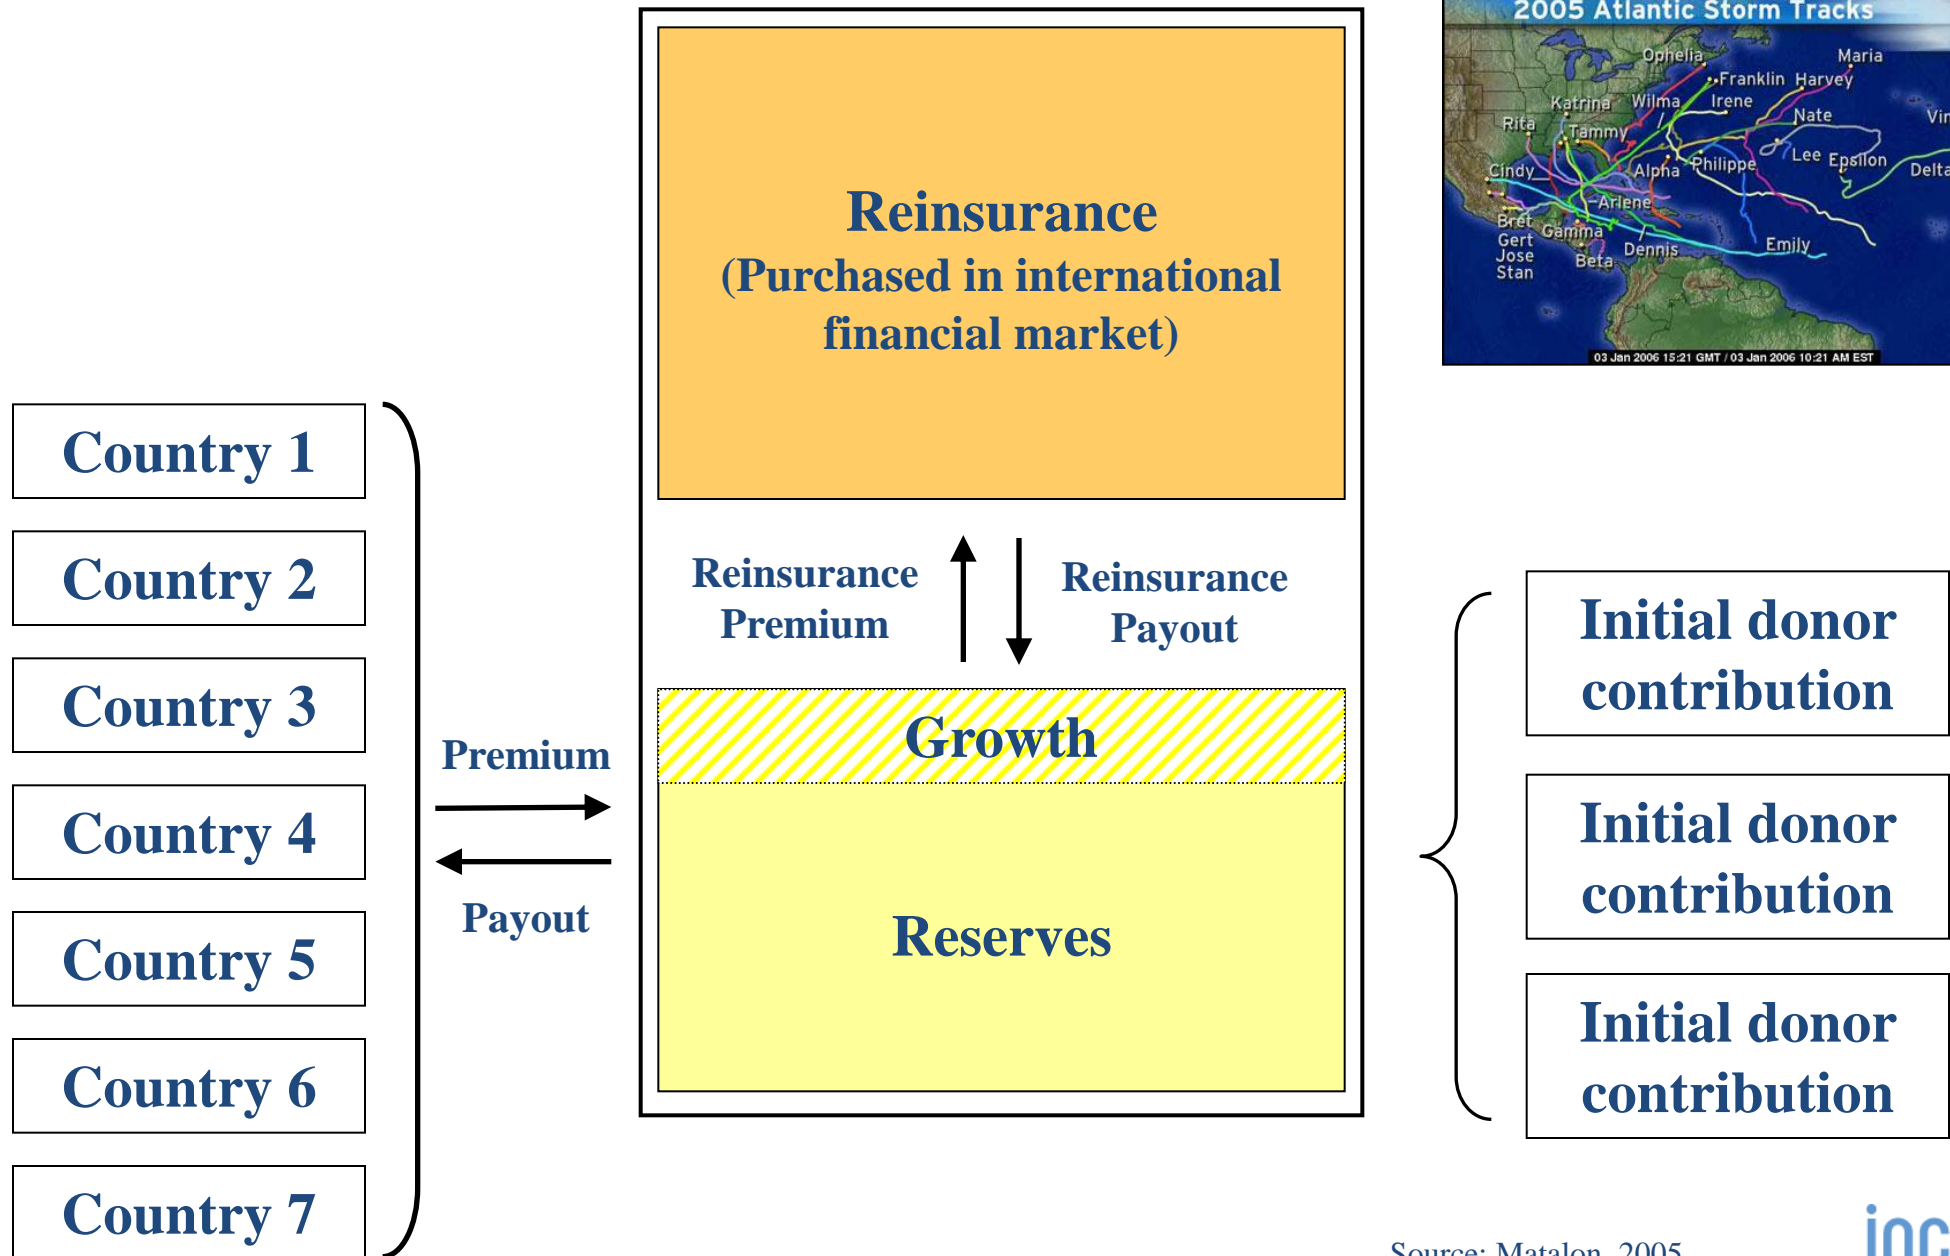 Reinsurance
(Purchased in international
financial market)
Reinsurance
Premium
Reinsurance
Payout
Growth
Reserves
Country 1
Country 2
Country 3
Country 4
Country 5
Country 6
Country 7
Premium
Payout
2005 Atlantic Storm Tracks
Ophelia
Maria
Franklin
Harvey
Katrina
Wilma
Irene
Nate
Rita
Tammy
Lee
Epsilon
Cindy
Alpha
Philippe
Delta
Arlene
Bret
Gert
Jose
Stan
Gamma
Beta
Dennis
Emily
03 Jan 2006 15:21 GMT / 03 Jan 2006 10:21 AM EST
Initial donor
contribution
Initial donor
contribution
Initial donor
contribution
Source: Matalon, 2005